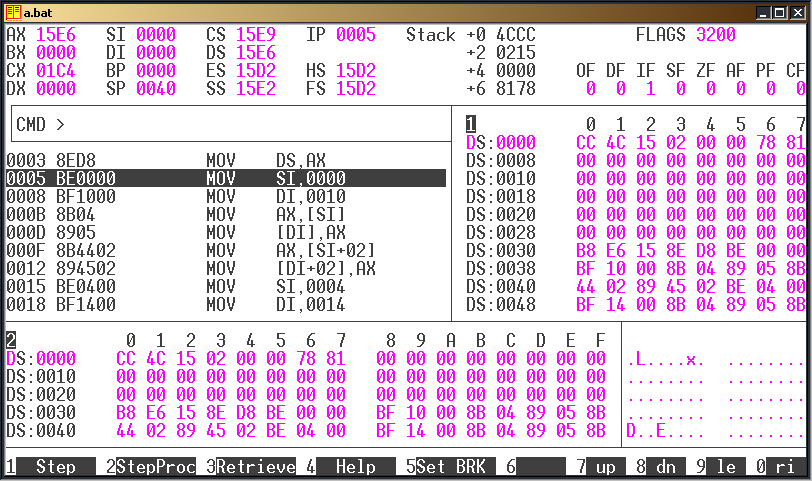 a.bat
AX 15E6 SI 0000 CS 15E9 IP 0005 Stack +0 4CCC FLAGS 3200
BX 0000 DI 0000 DS 15E6 +2 0215
CX 01C4 BP 0000 ES 15D2 HS 15D2 +4 0000 OF DF IF SF ZF AF PF CF
DX 0000 SP 0040 SS 15E2 FS 15D2 +6 8178 0 0 1 0 0 0 0 0
CMD >
0003 8ED8 MOV DS,AX
0005 BE0000 MOV SI,0000
0008 BF1000 MOV DI,0010
000B 8B04 MOV AX,[SI]
000D 8905 MOV [DI],AX
000F 8B4402 MOV AX,[SI+02]
0012 894502 MOV [DI+02],AX
0015 BE0400 MOV SI,0004
0018 BF1400 MOV DI,0014
1 0 1 2 3 4 5 6 7
DS:0000 CC 4C 15 02 00 00 78 81
DS:0008 00 00 00 00 00 00 00 00
DS:0010 00 00 00 00 00 00 00 00
DS:0018 00 00 00 00 00 00 00 00
DS:0020 00 00 00 00 00 00 00 00
DS:0028 00 00 00 00 00 00 00 00
DS:0030 B8 E6 15 8E D8 BE 00 00
DS:0038 BF 10 00 8B 04 89 05 8B
DS:0040 44 02 89 45 02 BE 04 00
DS:0048 BF 14 00 8B 04 89 05 8B
2 0 1 2 3 4 5 6 7 8 9 A B C D E F
DS:0000 CC 4C 15 02 00 00 78 81 00 00 00 00 00 00 00 00 .L....x. ........
DS:0010 00 00 00 00 00 00 00 00 00 00 00 00 00 00 00 00 ........ ........
DS:0020 00 00 00 00 00 00 00 00 00 00 00 00 00 00 00 00 ........ ........
DS:0030 B8 E6 15 8E D8 BE 00 00 BF 10 00 8B 04 89 05 8B ........ ........
DS:0040 44 02 89 45 02 BE 04 00 BF 14 00 8B 04 89 05 8B D..E.... ........
1 Step 2StepProc 3Retrieve 4 Help 5Set BRK 6 7 up 8 dn 9 le 0 ri